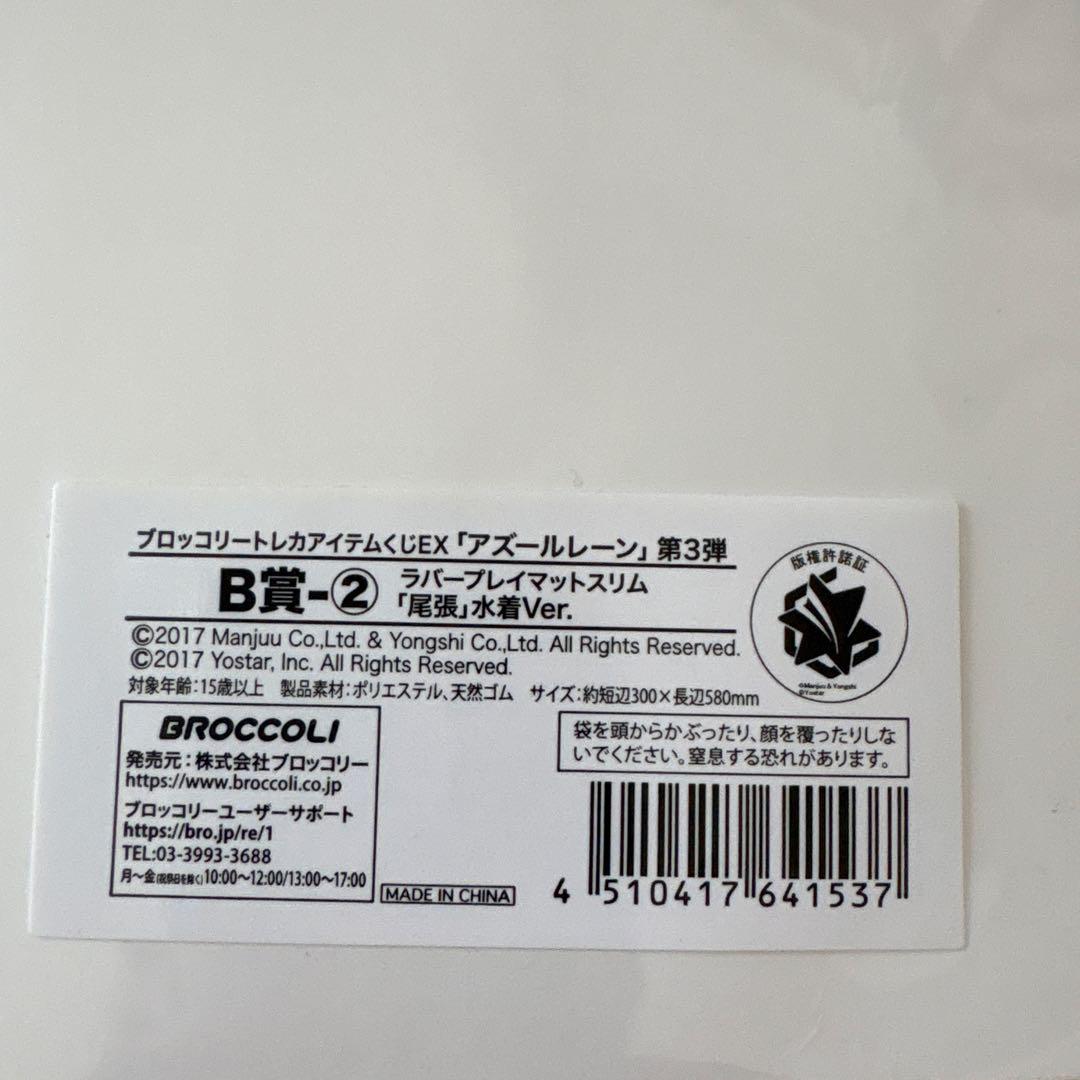 ブロッコリートレカアイテムくじEX「アズールレーン」第3弾
B賞-② ラバープレイマットスリム
「尾張」水着Ver.
©2017 Manjuu Co.,Ltd. & Yongshi Co.,Ltd. All Rights Reserved.
©2017 Yostar, Inc. All Rights Reserved.
対象年齢:15歳以上 製品素材:ポリエステル、天然ゴム サイズ:約短辺300×長辺580mm
版権許諾証
©Manjuu & Yongshi
©Yostar
BROCCOLI
発売元:株式会社ブロッコリー
https://www.broccoli.co.jp
ブロッコリーユーザーサポート
https://bro.jp/re/1
TEL:03-3993-3688
月〜金(祝祭日を除く)10:00〜12:00/13:00〜17:00
MADE IN CHINA
袋を頭からかぶったり、顔を覆ったりしな
いでください。窒息する恐れがあります。
4 510417 641537